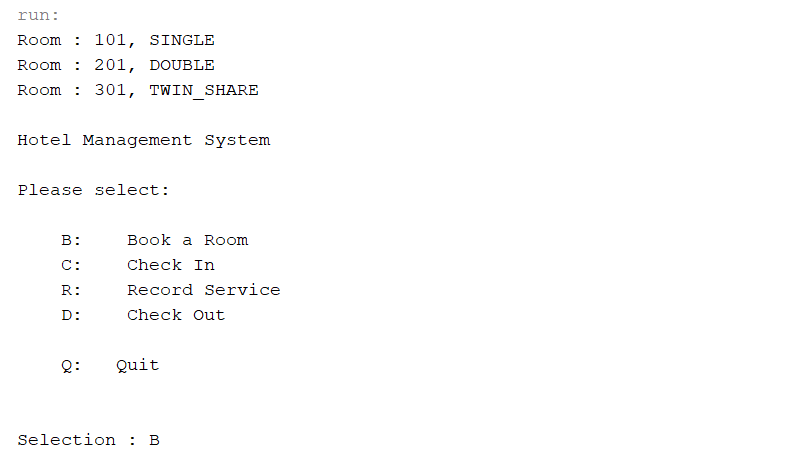 run:
Room : 101, SINGLE
Room : 201, DOUBLE
Room : 301, TWIN_SHARE
Hotel Management System
Please select:
B: Book a Room
C: Check In
R: Record Service
D: Check Out
Q: Quit
Selection : B